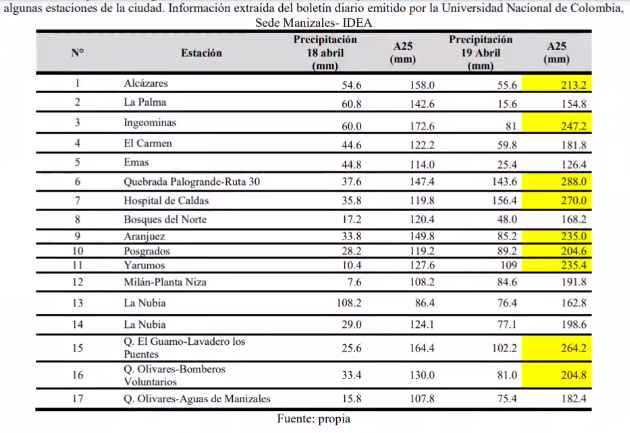 algunas estaciones de la ciudad. Información extraída del boletín diario emitido por la Universidad Nacional de Colombia,
Sede Manizales- IDEA
N° Estación Precipitación 18 abril (mm) A25 (mm) Precipitación 19 Abril (mm) A25 (mm)
1 Alcázares 54.6 158.0 55.6 213.2
2 La Palma 60.8 142.6 15.6 154.8
3 Ingeominas 60.0 172.6 81 247.2
4 El Carmen 44.6 122.2 59.8 181.8
5 Emas 44.8 114.0 25.4 126.4
6 Quebrada Palogrande-Ruta 30 37.6 147.4 143.6 288.0
7 Hospital de Caldas 35.8 119.8 156.4 270.0
8 Bosques del Norte 17.2 120.4 48.0 168.2
9 Aranjuez 33.8 149.8 85.2 235.0
10 Posgrados 28.2 119.2 89.2 204.6
11 Yarumos 10.4 127.6 109 235.4
12 Milán-Planta Niza 7.6 108.2 84.6 191.8
13 La Nubia 108.2 86.4 76.4 162.8
14 La Nubia 29.0 124.1 77.1 198.6
15 Q. El Guamo-Lavadero los Puentes 25.6 164.4 102.2 264.2
16 Q. Olivares-Bomberos Voluntarios 33.4 130.0 81.0 204.8
17 Q. Olivares-Aguas de Manizales 15.8 107.8 75.4 182.4
Fuente: propia